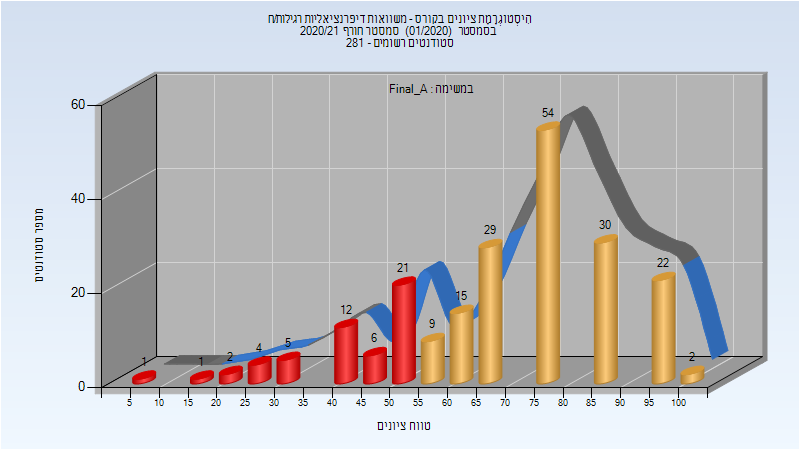 היסטוגרמת ציונים בקורס - משוואות דיפרנציאליות רגילות/ח
בסמסטר (01/2020) סמסטר חורף 2020/21
סטודנטים רשומים - 281
במשימה : Final_A
מספר סטודנטים
60
40
20
0
1
1
2
4
5
12
6
21
9
15
29
54
30
22
2
5 15 20 25 30 40 45 50 55 60 65 70 75 80 85 90 95 100
טווח ציונים